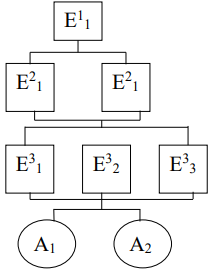 E¹₁
E²₁ E²₁
E³₁ E³₂ E³₃
A₁ A₂